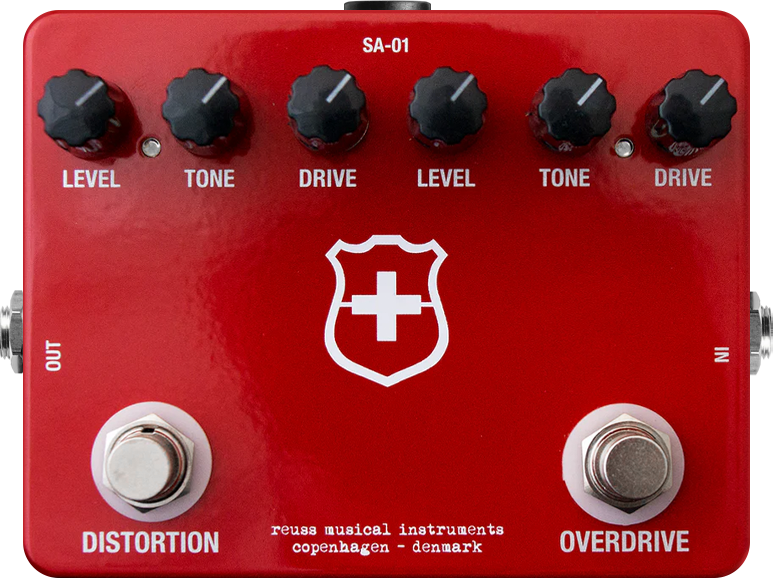 SA-01
LEVEL TONE DRIVE LEVEL TONE DRIVE
OUT
IN
DISTORTION
OVERDRIVE
reuss musical instruments
copenhagen - denmark